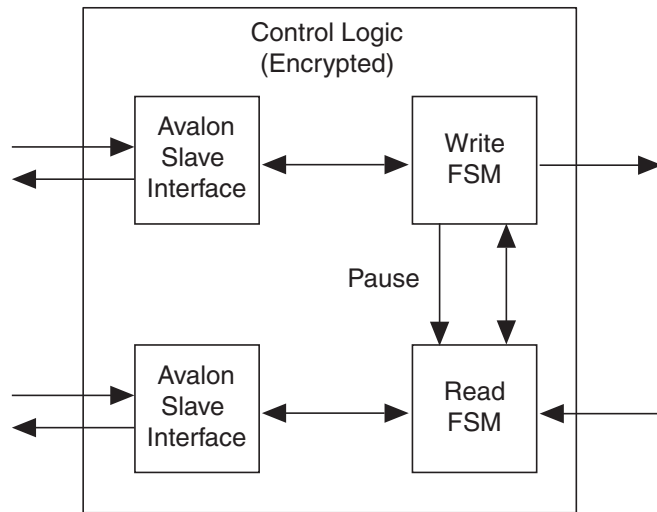 Control Logic
(Encrypted)
Avalon
Slave
Interface
Write
FSM
Pause
Avalon
Slave
Interface
Read
FSM